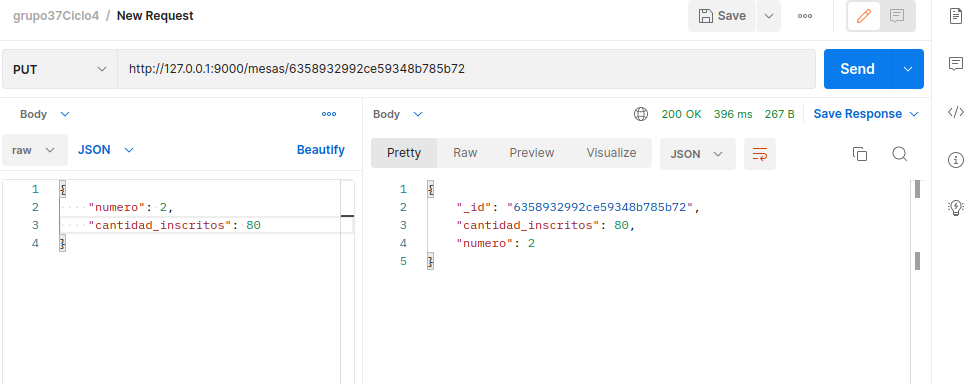 grupo37Ciclo4 / New Request
Save
PUT
http://127.0.0.1:9000/mesas/6358932992ce59348b785b72
Send
Body
raw
JSON
Beautify
1 {
2 "numero": 2,
3 "cantidad_inscritos": 80
4 }
Body
200 OK 396 ms 267 B
Save Response
Pretty Raw Preview Visualize
JSON
1 {
2 "_id": "6358932992ce59348b785b72",
3 "cantidad_inscritos": 80,
4 "numero": 2
5 }